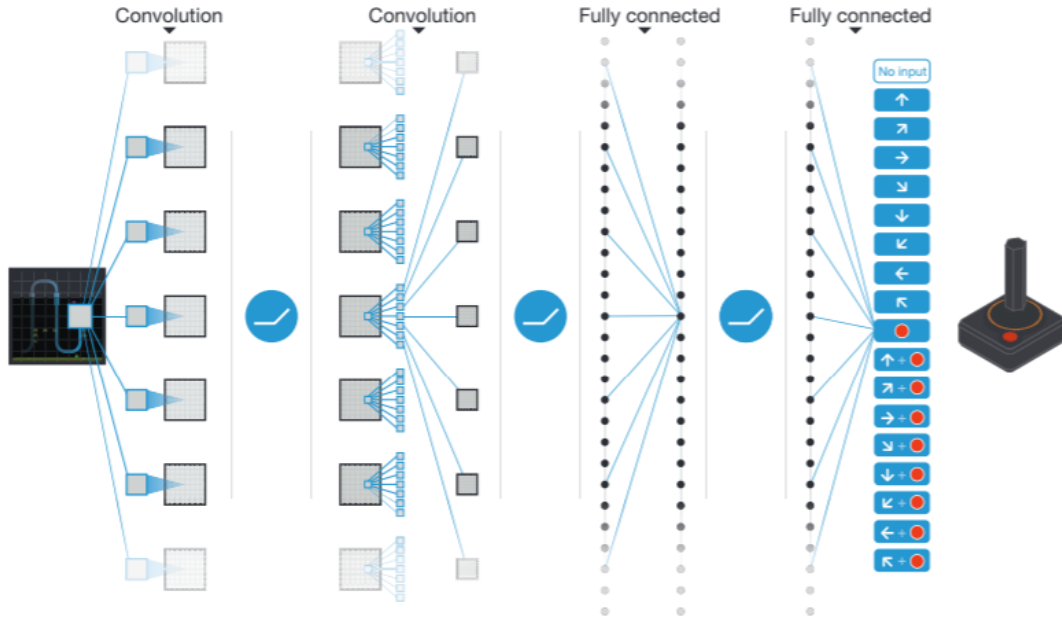 Convolution
Convolution
Fully connected
Fully connected
No input
+
+
+
+
+
+
+
+